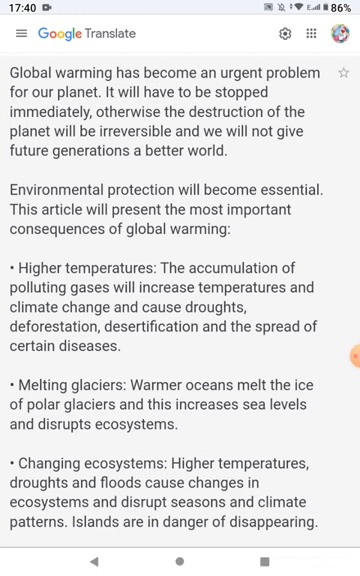 17:40 86%
Google Translate
Global warming has become an urgent problem
for our planet. It will have to be stopped
immediately, otherwise the destruction of the
planet will be irreversible and we will not give
future generations a better world.
Environmental protection will become essential.
This article will present the most important
consequences of global warming:
• Higher temperatures: The accumulation of
polluting gases will increase temperatures and
climate change and cause droughts,
deforestation, desertification and the spread of
certain diseases.
• Melting glaciers: Warmer oceans melt the ice
of polar glaciers and this increases sea levels
and disrupts ecosystems.
• Changing ecosystems: Higher temperatures,
droughts and floods cause changes in
ecosystems and disrupt seasons and climate
patterns. Islands are in danger of disappearing.